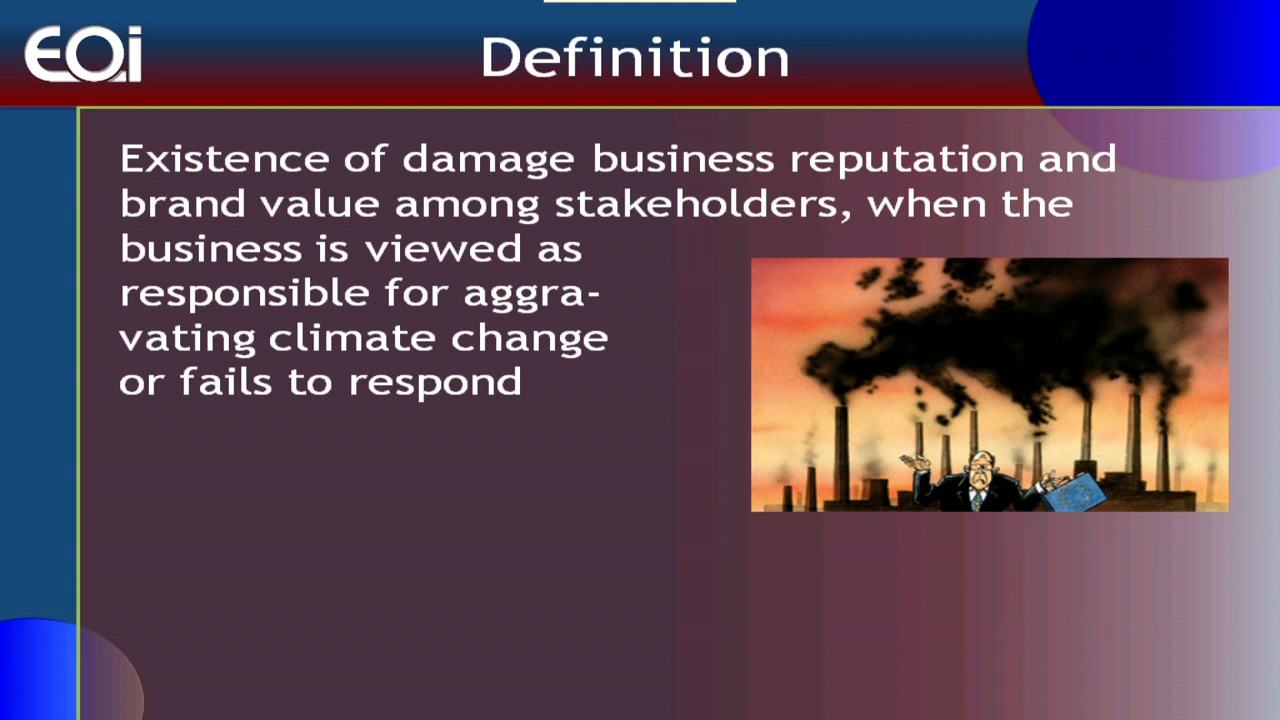 EQi
Definition
Existence of damage business reputation and
brand value among stakeholders, when the
business is viewed as
responsible for aggra-
vating climate change
or fails to respond